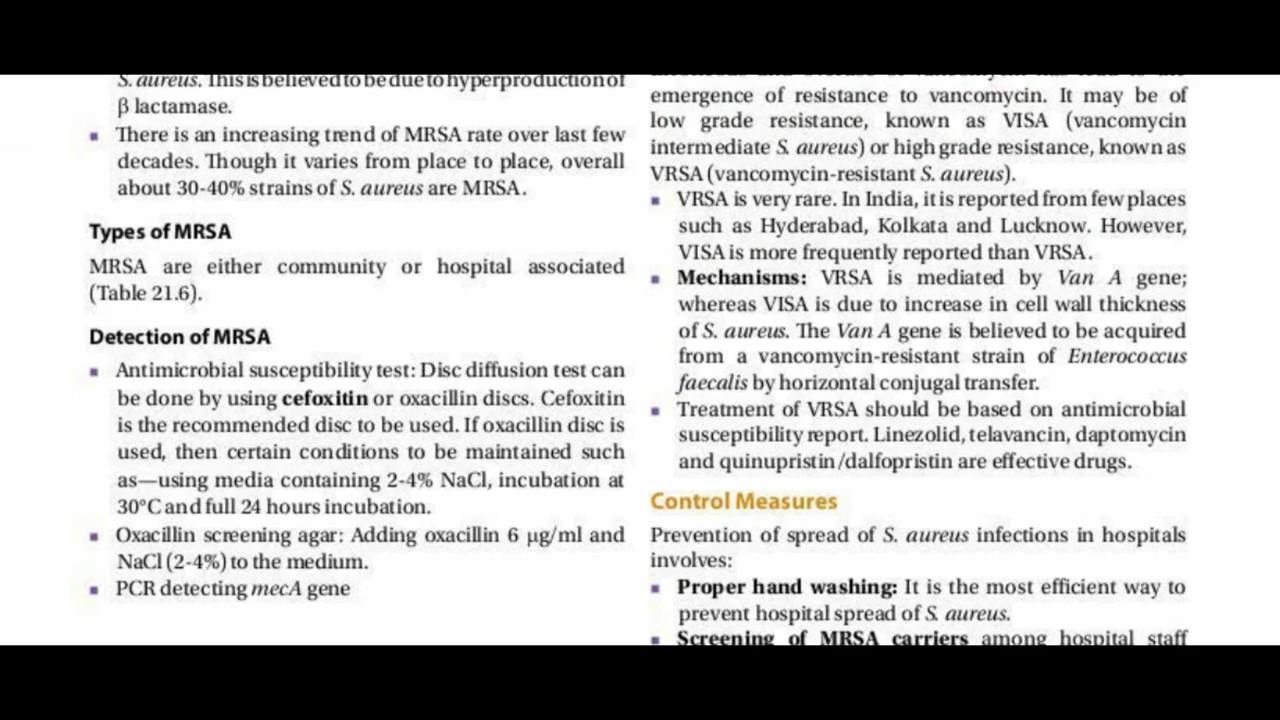 S. aureus. This is believed to be due to hyperproduction of
β lactamase.
▪ There is an increasing trend of MRSA rate over last few
decades. Though it varies from place to place, overall
about 30-40% strains of S. aureus are MRSA.
Types of MRSA
MRSA are either community or hospital associated
(Table 21.6).
Detection of MRSA
▪ Antimicrobial susceptibility test: Disc diffusion test can
be done by using cefoxitin or oxacillin discs. Cefoxitin
is the recommended disc to be used. If oxacillin disc is
used, then certain conditions to be maintained such
as—using media containing 2-4% NaCl, incubation at
30°C and full 24 hours incubation.
▪ Oxacillin screening agar: Adding oxacillin 6 μg/ml and
NaCl (2-4%) to the medium.
▪ PCR detecting mecA gene
emergence of resistance to vancomycin. It may be of
low grade resistance, known as VISA (vancomycin
intermediate S. aureus) or high grade resistance, known as
VRSA (vancomycin-resistant S. aureus).
▪ VRSA is very rare. In India, it is reported from few places
such as Hyderabad, Kolkata and Lucknow. However,
VISA is more frequently reported than VRSA.
▪ Mechanisms: VRSA is mediated by Van A gene;
whereas VISA is due to increase in cell wall thickness
of S. aureus. The Van A gene is believed to be acquired
from a vancomycin-resistant strain of Enterococcus
faecalis by horizontal conjugal transfer.
▪ Treatment of VRSA should be based on antimicrobial
susceptibility report. Linezolid, telavancin, daptomycin
and quinupristin/dalfopristin are effective drugs.
Control Measures
Prevention of spread of S. aureus infections in hospitals
involves:
▪ Proper hand washing: It is the most efficient way to
prevent hospital spread of S. aureus.
▪ Screening of MRSA carriers among hospital staff